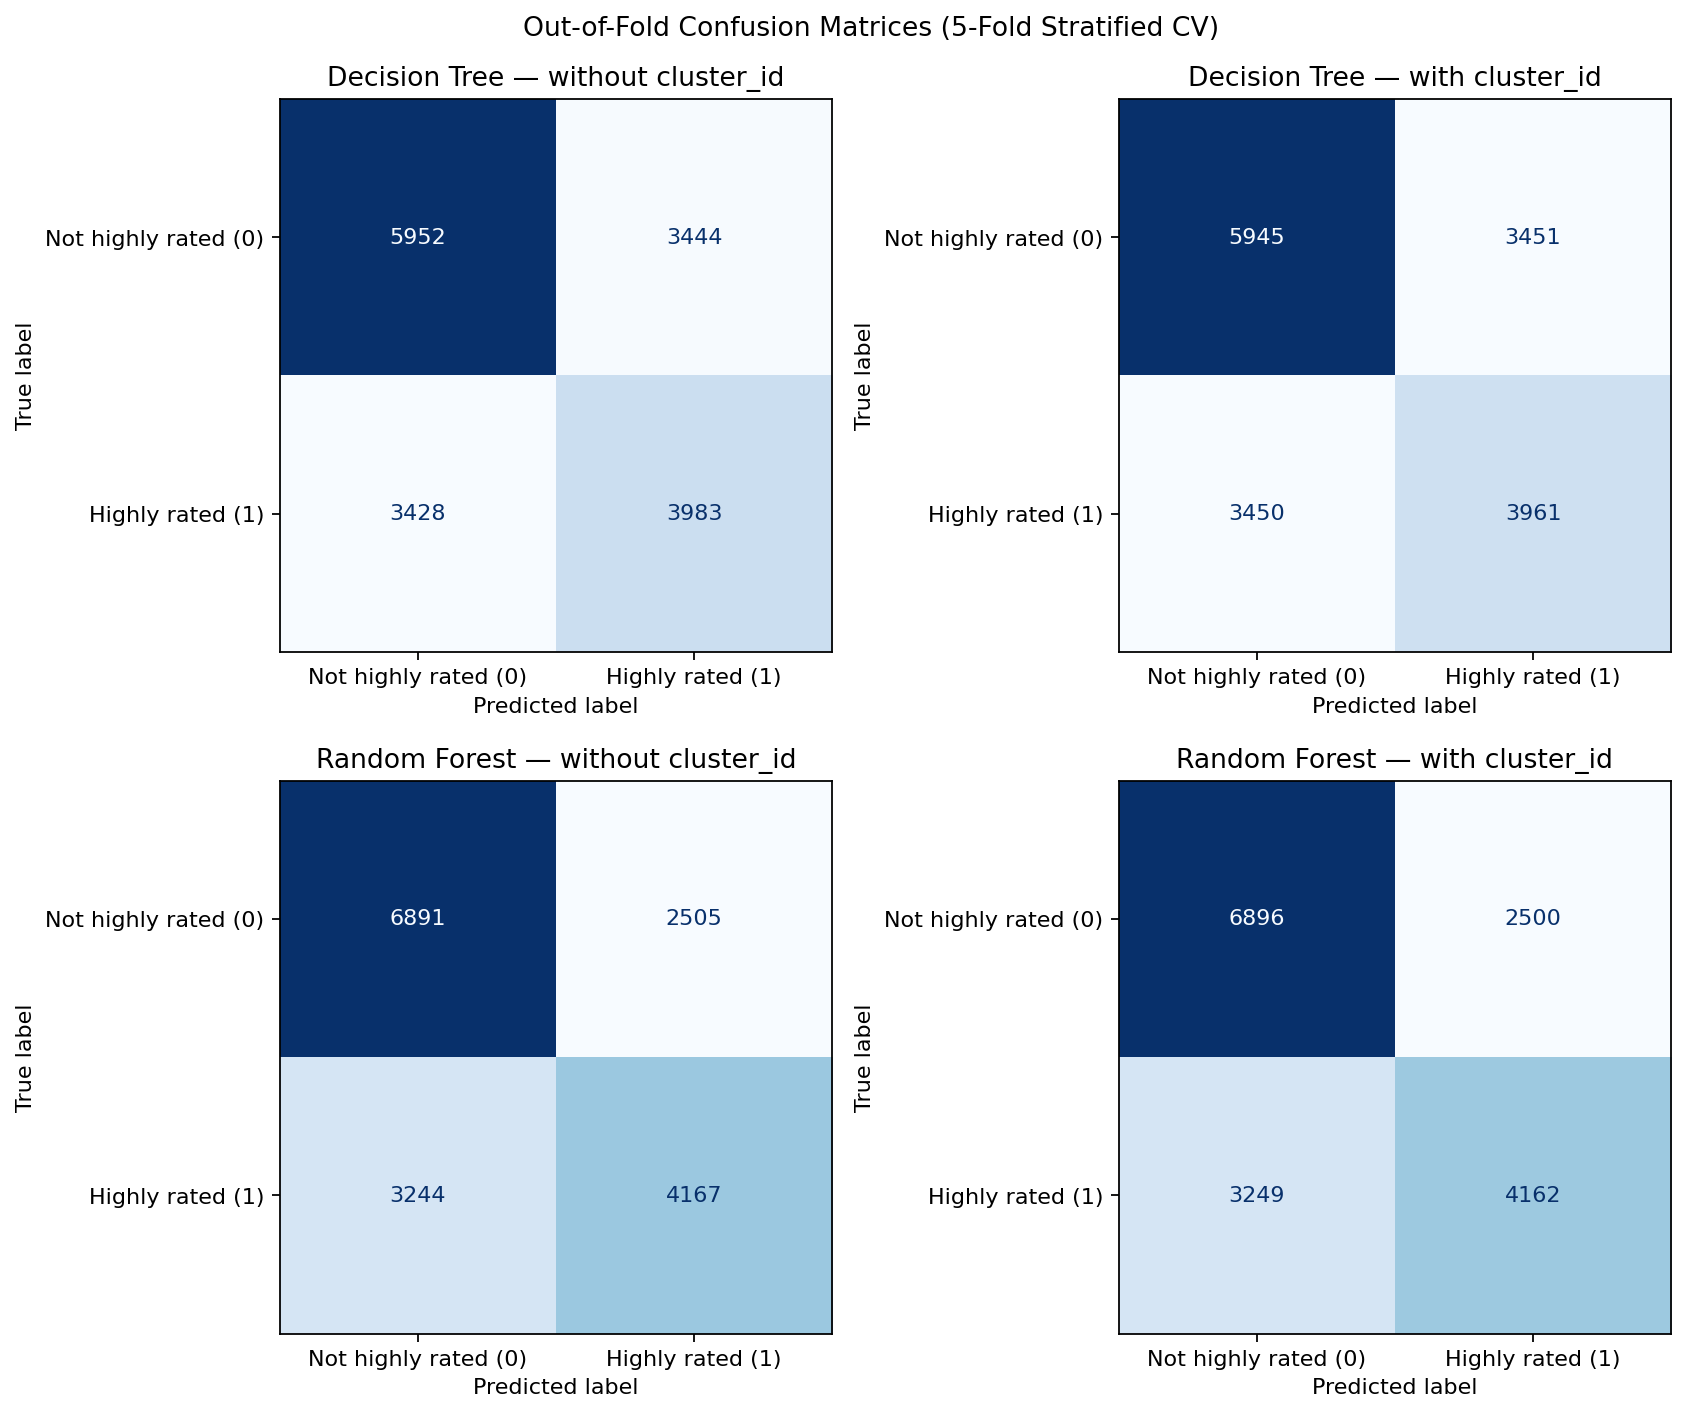 Out-of-Fold Confusion Matrices (5-Fold Stratified CV)
Decision Tree — without cluster_id
True label
Not highly rated (0)
5952
3444
Highly rated (1)
3428
3983
Not highly rated (0)
Highly rated (1)
Predicted label
Decision Tree — with cluster_id
True label
Not highly rated (0)
5945
3451
Highly rated (1)
3450
3961
Not highly rated (0)
Highly rated (1)
Predicted label
Random Forest — without cluster_id
True label
Not highly rated (0)
6891
2505
Highly rated (1)
3244
4167
Not highly rated (0)
Highly rated (1)
Predicted label
Random Forest — with cluster_id
True label
Not highly rated (0)
6896
2500
Highly rated (1)
3249
4162
Not highly rated (0)
Highly rated (1)
Predicted label